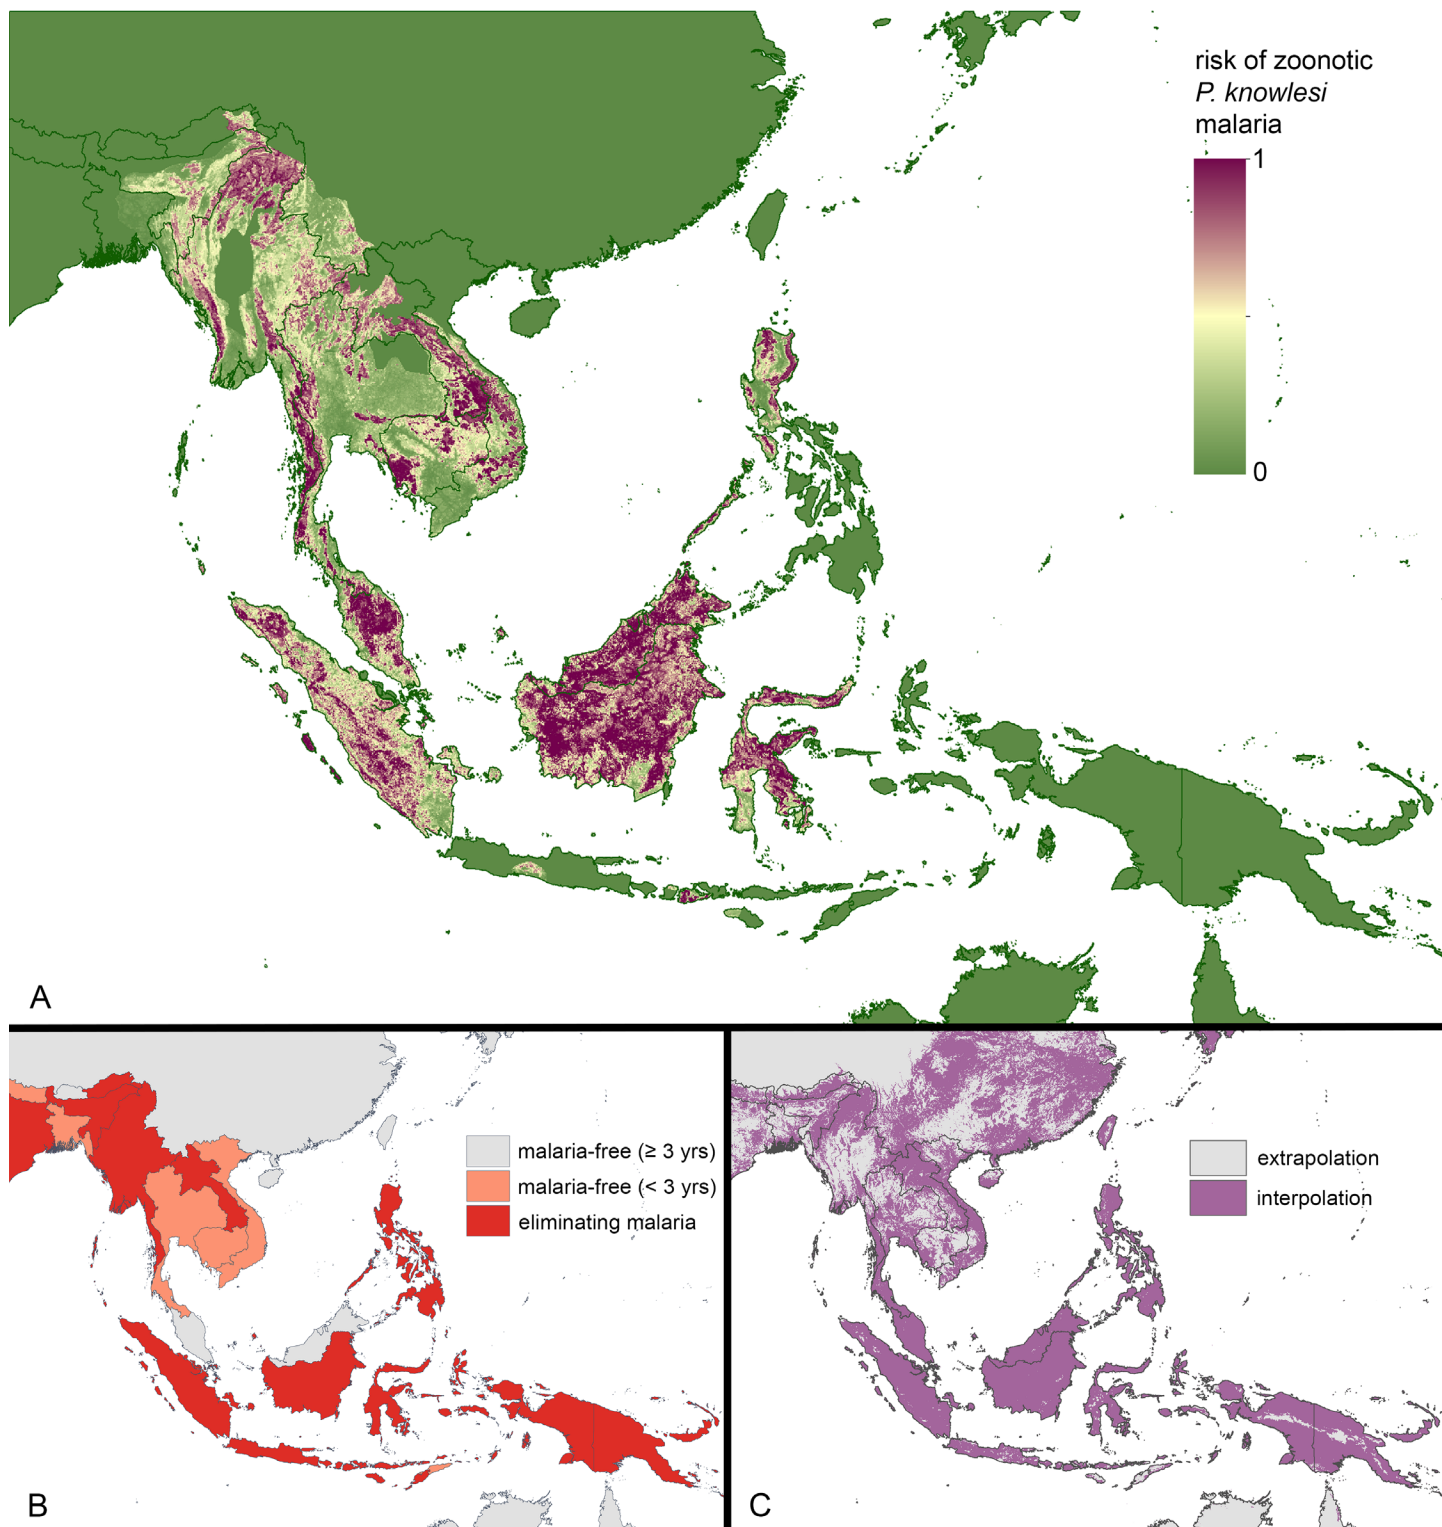 risk of zoonotic
P. knowlesi
malaria
1
0
A
malaria-free (≥ 3 yrs)
malaria-free (< 3 yrs)
eliminating malaria
B
extrapolation
interpolation
C